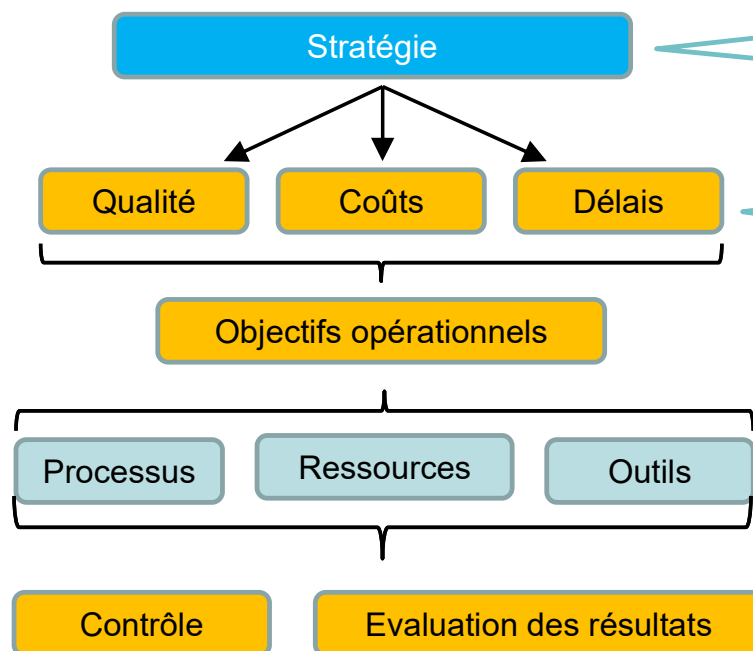 Stratégie
Qualité
Coûts
Délais
Objectifs opérationnels
Processus
Ressources
Outils
Contrôle
Evaluation des résultats